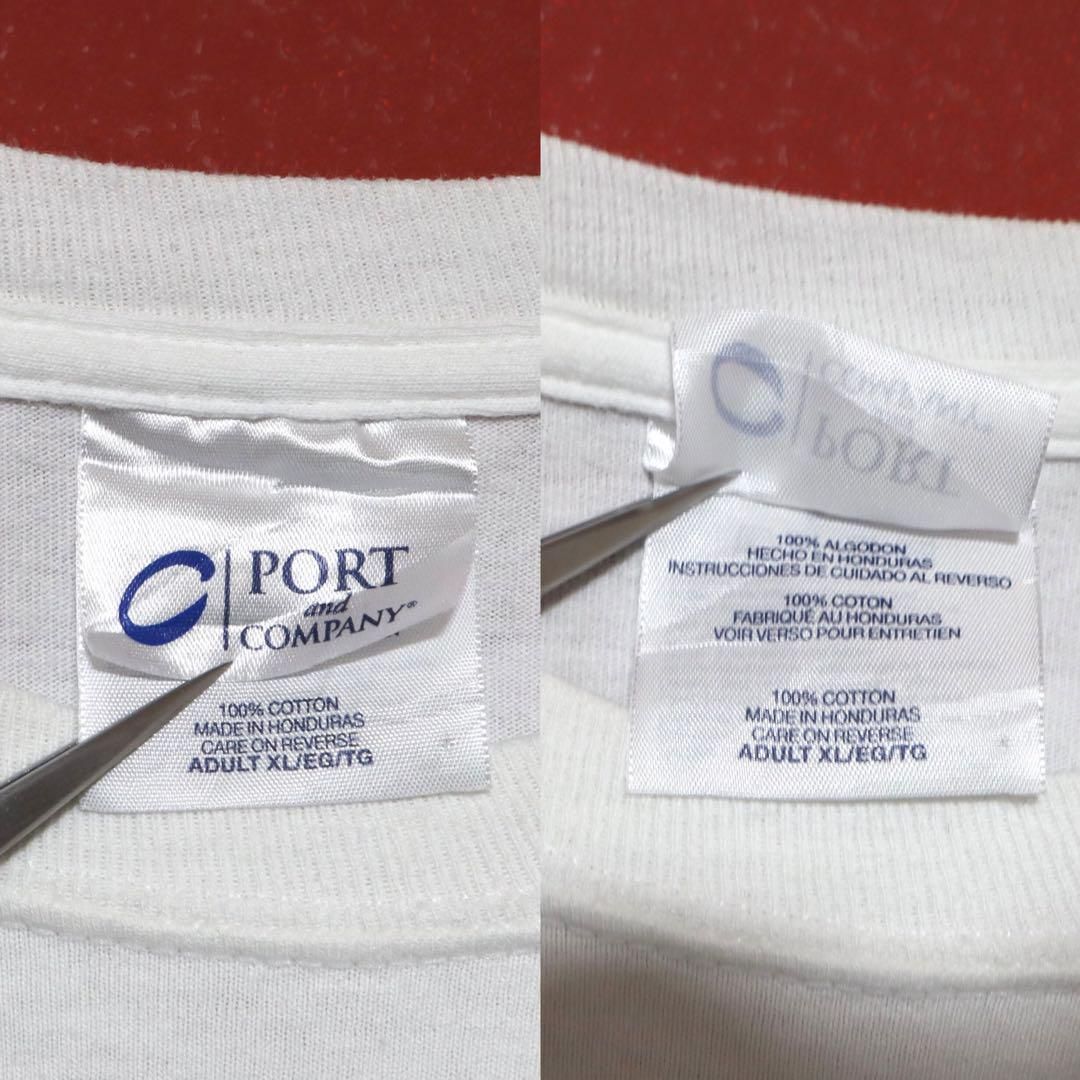 PORT
and
COMPANY®
100% COTTON
MADE IN HONDURAS
CARE ON REVERSE
ADULT XL/EG/TG
PORT
100% ALGODON
HECHO EN HONDURAS
INSTRUCCIONES DE CUIDADO AL REVERSO
100% COTON
FABRIQUÉ AU HONDURAS
VOIR VERSO POUR ENTRETIEN
100% COTTON
MADE IN HONDURAS
CARE ON REVERSE
ADULT XL/EG/TG